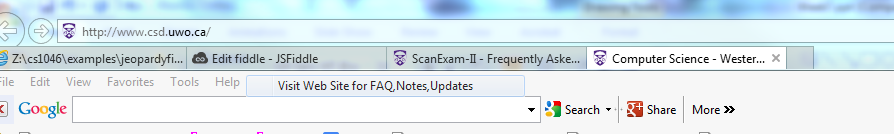 http://www.csd.uwo.ca/
Z:\cs1046\examples\jeopardyfi... Edit fiddle - JSFiddle ScanExam-II - Frequently Aske... Computer Science - Wester...
File Edit View Favorites Tools Help
Visit Web Site for FAQ,Notes,Updates
Google Search Share More